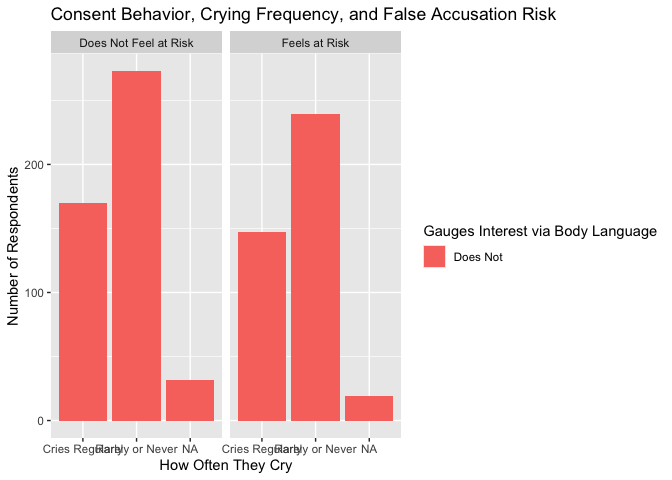 Consent Behavior, Crying Frequency, and False Accusation Risk
Does Not Feel at Risk
Feels at Risk
Number of Respondents
200
100
0
Gauges Interest via Body Language
Does Not
Cries Regularly Rarely or Never NA
Cries Regularly Rarely or Never NA
How Often They Cry